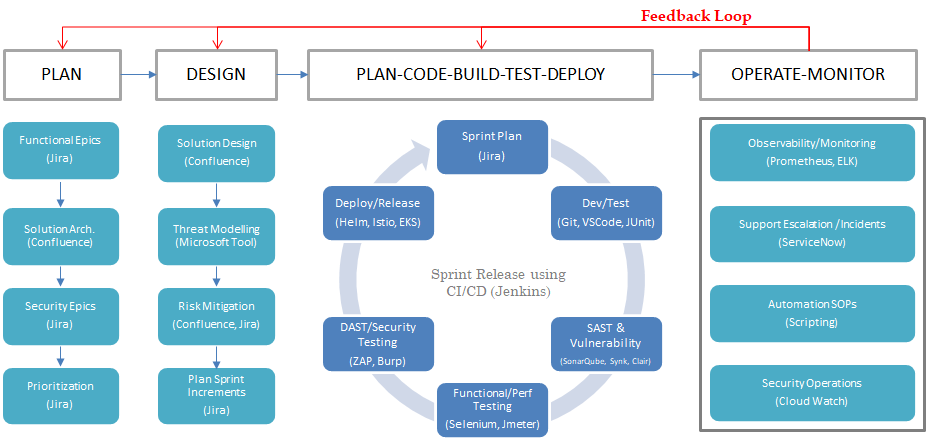 Feedback Loop
PLAN
DESIGN
PLAN-CODE-BUILD-TEST-DEPLOY
OPERATE-MONITOR
Functional Epics
(Jira)
Solution Arch.
(Confluence)
Security Epics
(Jira)
Prioritization
(Jira)
Solution Design
(Confluence)
Threat Modelling
(Microsoft Tool)
Risk Mitigation
(Confluence, Jira)
Plan Sprint
Increments
(Jira)
Sprint Plan
(Jira)
Dev/Test
(Git, VSCode, JUnit)
SAST &
Vulnerability
(SonarQube, Synk, Clair)
Functional/Perf
Testing
(Selenium, Jmeter)
DAST/Security
Testing
(ZAP, Burp)
Deploy/Release
(Helm, Istio, EKS)
Sprint Release using
CI/CD (Jenkins)
Observability/Monitoring
(Prometheus, ELK)
Support Escalation /Incidents
(ServiceNow)
Automation SOPs
(Scripting)
Security Operations
(Cloud Watch)